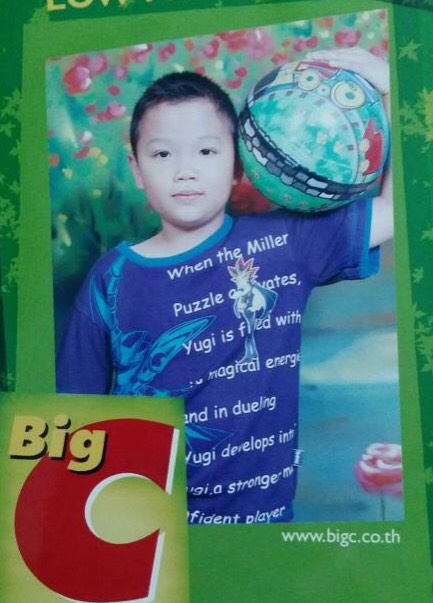 When the Miller
Puzzle
Yugi is
with
magical
and in dueling
Yugi develops
a stronger
player
Big
C
www.bigc.co.th